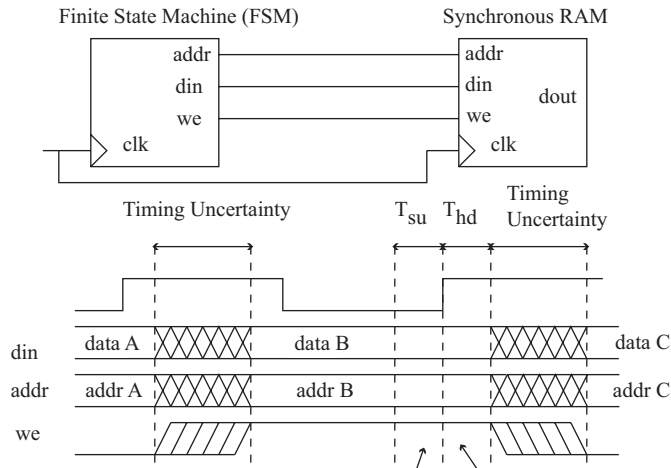 Finite State Machine (FSM)
Synchronous RAM
addr
din
we
clk
addr
din
we
clk
dout
Timing Uncertainty
Tsu
Thd
Timing
Uncertainty
din
data A
data B
data C
addr
addr A
addr B
addr C
we